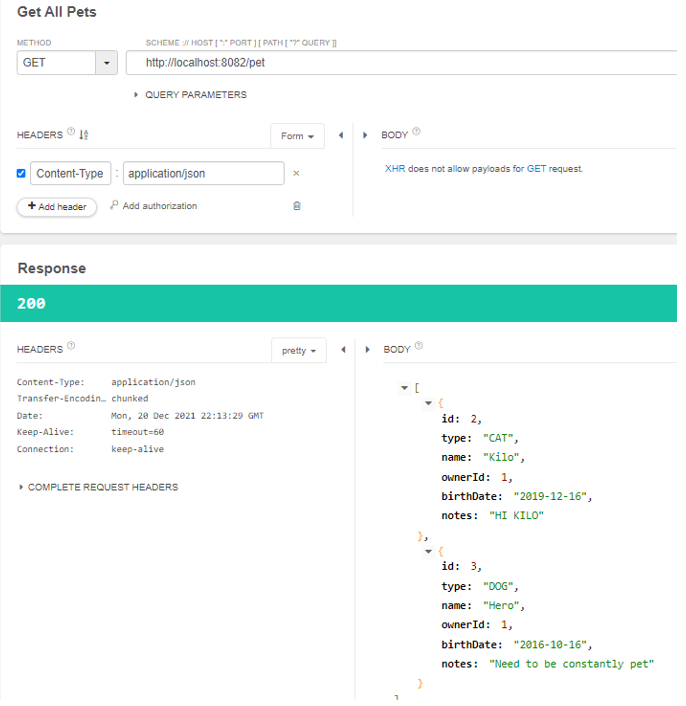 Get All Pets
METHOD
SCHEME :// HOST [ ":" PORT ] [ PATH [ "?" QUERY ]]
GET
http://localhost:8082/pet
QUERY PARAMETERS
HEADERS ?
Form
BODY ?
Content-Type : application/json ×
XHR does not allow payloads for GET request.
+ Add header
Add authorization
Response
200
HEADERS ?
pretty
BODY ?
Content-Type: application/json
Transfer-Encodin… chunked
Date: Mon, 20 Dec 2021 22:13:29 GMT
Keep-Alive: timeout=60
Connection: keep-alive
COMPLETE REQUEST HEADERS
[
{
id: 2,
type: "CAT",
name: "Kilo",
ownerId: 1,
birthDate: "2019-12-16",
notes: "HI KILO"
},
{
id: 3,
type: "DOG",
name: "Hero",
ownerId: 1,
birthDate: "2016-10-16",
notes: "Need to be constantly pet"
}
]